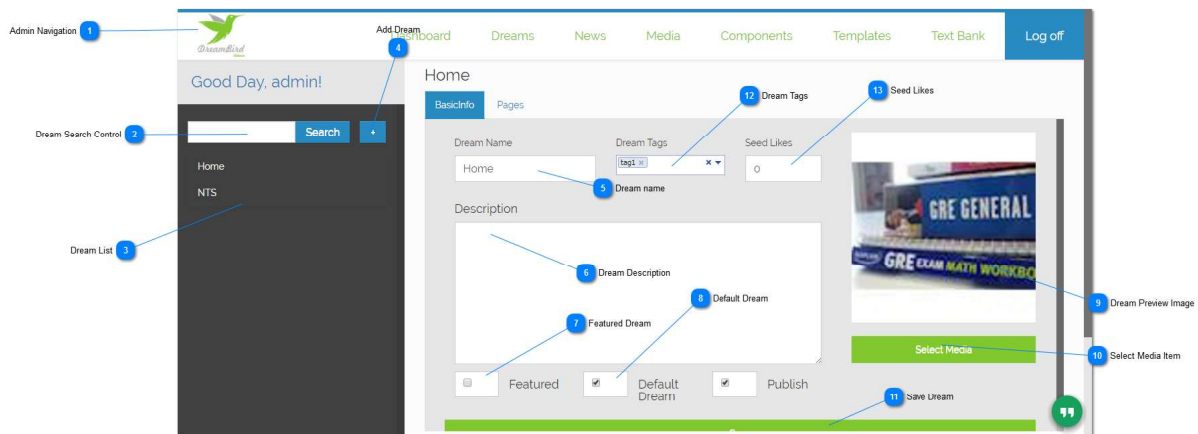 Admin Navigation 1
DreamBird
Add Dream
4
Dashboard Dreams News Media Components Templates Text Bank Log off
Good Day, admin!
Home
BasicInfo Pages
12 Dream Tags
13 Seed Likes
Dream Search Control 2
Search +
Home
NTS
Dream List 3
Dream Name Dream Tags Seed Likes
Home tag1 × × 0
5 Dream name
Description
6 Dream Description
8 Default Dream
7 Featured Dream
GRE GENERAL
GRE EXAM MATH WORKBO
9 Dream Preview Image
Select Media
10 Select Media Item
Featured Default Dream Publish
11 Save Dream